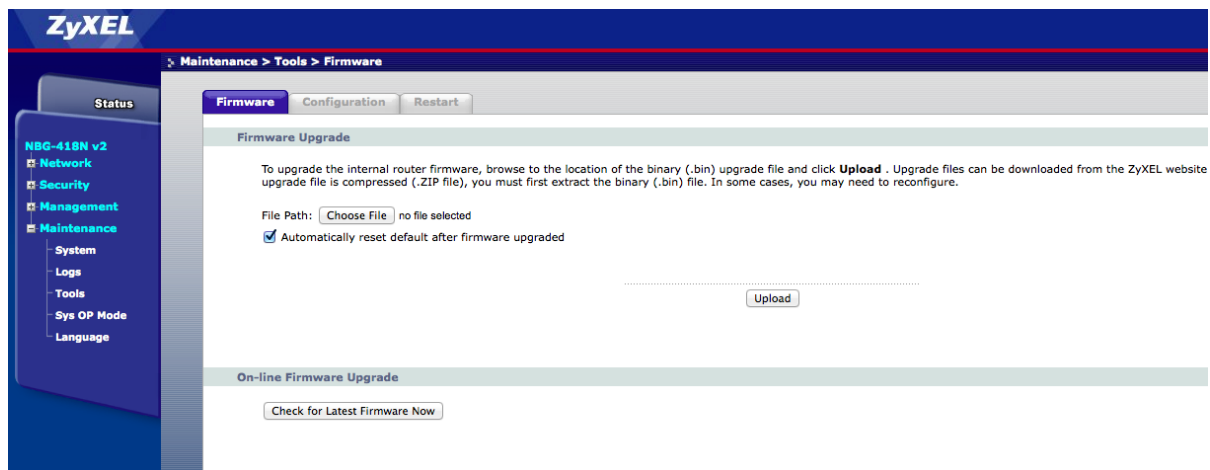 ZyXEL
Maintenance > Tools > Firmware
Status
NBG-418N v2
Network
Security
Management
Maintenance
System
Logs
Tools
Sys OP Mode
Language
Firmware
Configuration
Restart
Firmware Upgrade
To upgrade the internal router firmware, browse to the location of the binary (.bin) upgrade file and click Upload . Upgrade files can be downloaded from the ZyXEL website
upgrade file is compressed (.ZIP file), you must first extract the binary (.bin) file. In some cases, you may need to reconfigure.
File Path: Choose File no file selected
Automatically reset default after firmware upgraded
Upload
On-line Firmware Upgrade
Check for Latest Firmware Now